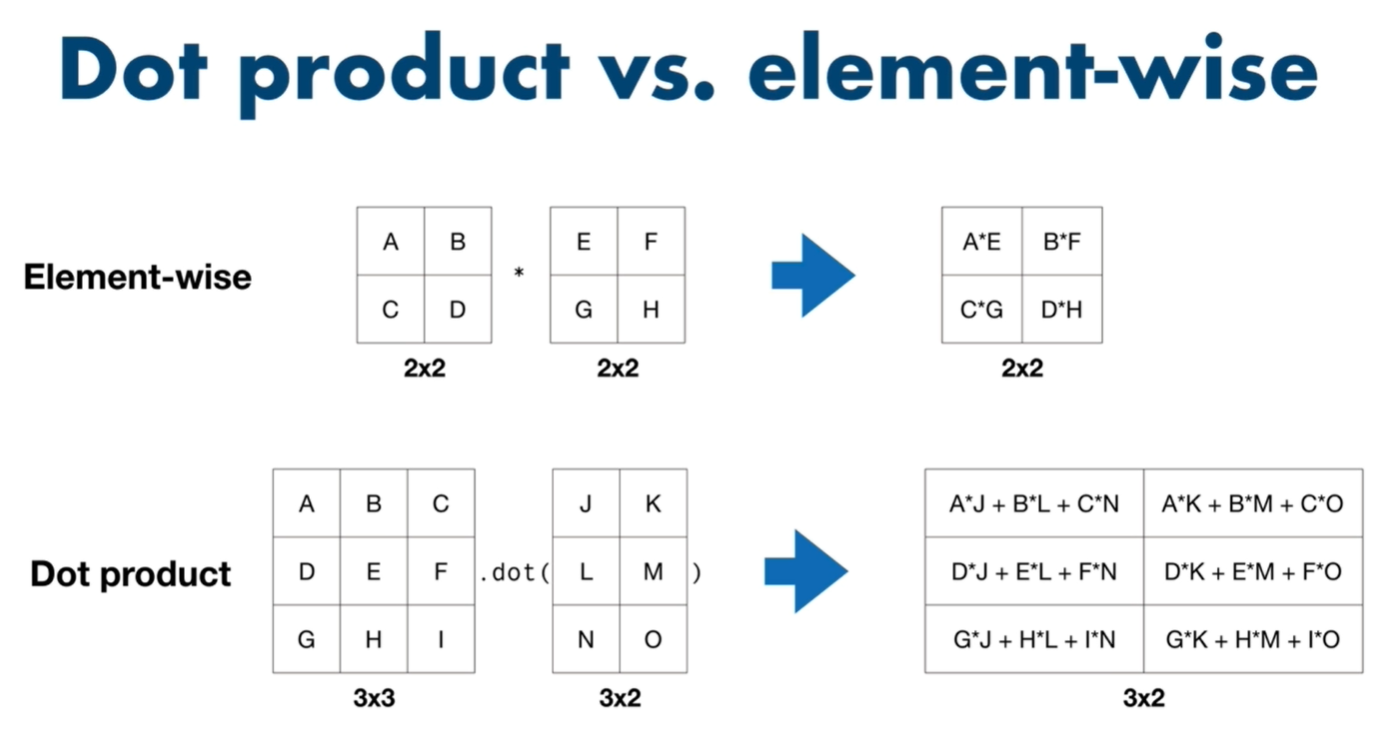 Dot product vs. element-wise
Element-wise
A B
C D
2x2
*
E F
G H
2x2
A*E B*F
C*G D*H
2x2
Dot product
A B C
D E F
G H I
3x3
.dot(
J K
L M
N O
)
3x2
A*J + B*L + C*N A*K + B*M + C*O
D*J + E*L + F*N D*K + E*M + F*O
G*J + H*L + I*N G*K + H*M + I*O
3x2